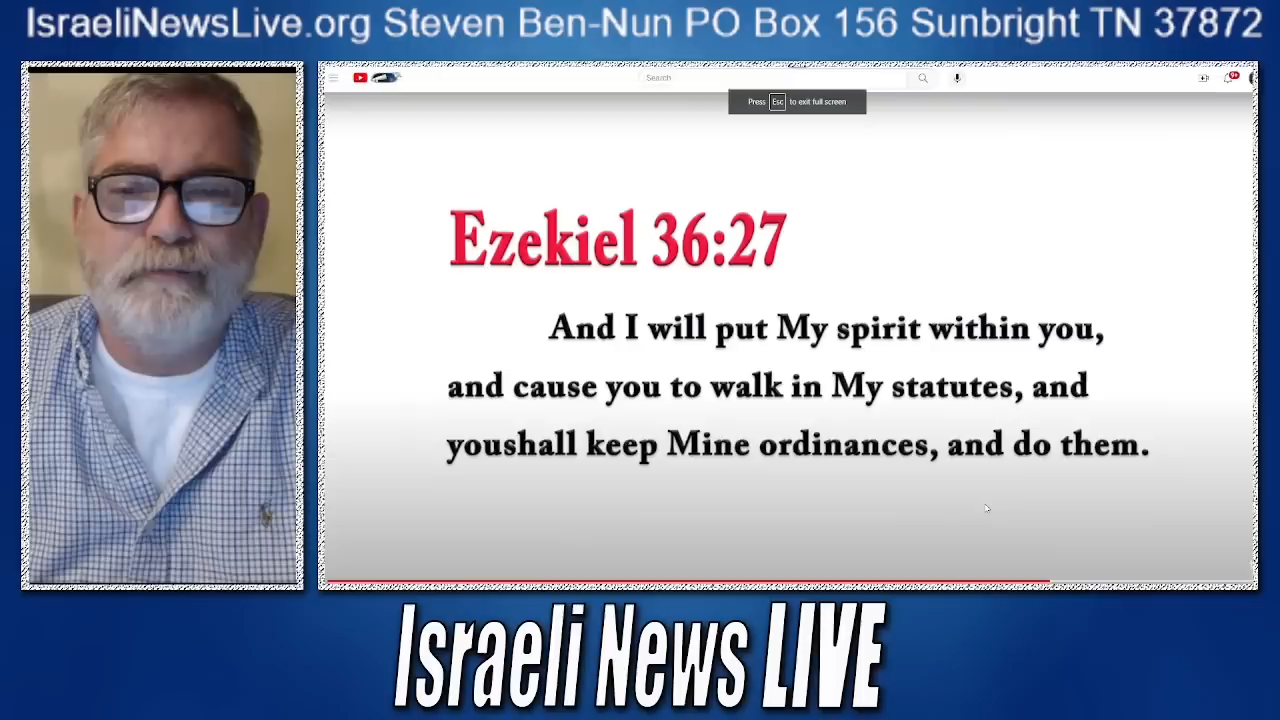 IsraeliNewsLive.org Steven Ben-Nun PO Box 156 Sunbright TN 37872
Search
9+
Press Esc to exit full screen
Ezekiel 36:27
And I will put My spirit within you,
and cause you to walk in My statutes, and
youshall keep Mine ordinances, and do them.
Israeli News LIVE